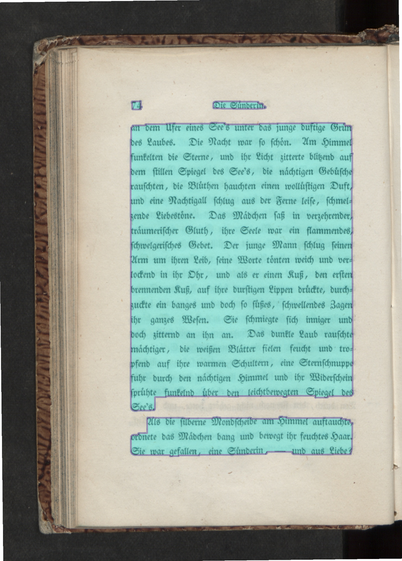 Die Sünderin.
an dem Ufer eines See's unter das junge duftige Grün
des Laubes. Die Nacht war so schön. Am Himmel
funkelten die Sterne, und ihr Licht zitterte blitzend auf
dem stillen Spiegel des See's, die nächtigen Gebüsche
rauschten, die Blüthen hauchten einen wollüstigen Duft,
und eine Nachtigall schlug aus der Ferne leise, schmel-
zende Liebestöne. Das Mädchen saß in verzehrender,
träumerischer Gluth, ihre Seele war ein flammendes,
schwelgerisches Gebet. Der junge Mann schlug seinen
Arm um ihren Leib, seine Worte tönten weich und ver-
lockend in ihr Ohr, und als er einen Kuß, den ersten
brennenden Kuß, auf ihre durstigen Lippen drückte, durch-
zuckte ein banges und doch so süßes, schwellendes Zagen
ihr ganzes Wesen. Sie schmiegte sich inniger und
doch zitternd an ihn an. Das dunkle Laub rauschte
mächtiger, die weißen Blätter fielen feucht und tro-
pfend auf ihre warmen Schultern, eine Sternschnuppe
fuhr durch den nächtigen Himmel und ihr Widerschein
sprühte funkelnd über den leichtbewegten Spiegel des
See's.
Als die silberne Mondscheibe am Himmel auftauchte,
ordnete das Mädchen bang und bewegt ihr feuchtes Haar.
Sie war gefallen, eine Sünderin — und aus Liebe!